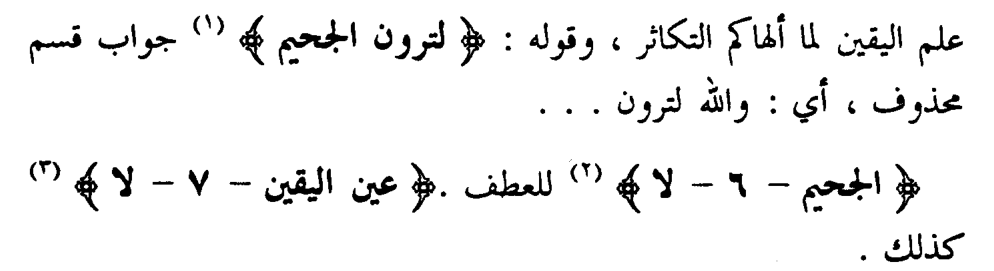 علم اليقين لما ألهاكم التكاثر ، وقوله : ﴿ لترون الجحيم ﴾ (١) جواب قسم
محذوف ، أي : والله لترون . . .
﴿ الجحيم – ٦ – لا ﴾ (٢) للعطف . ﴿ عين اليقين – ٧ – لا ﴾ (٣)
كذلك .